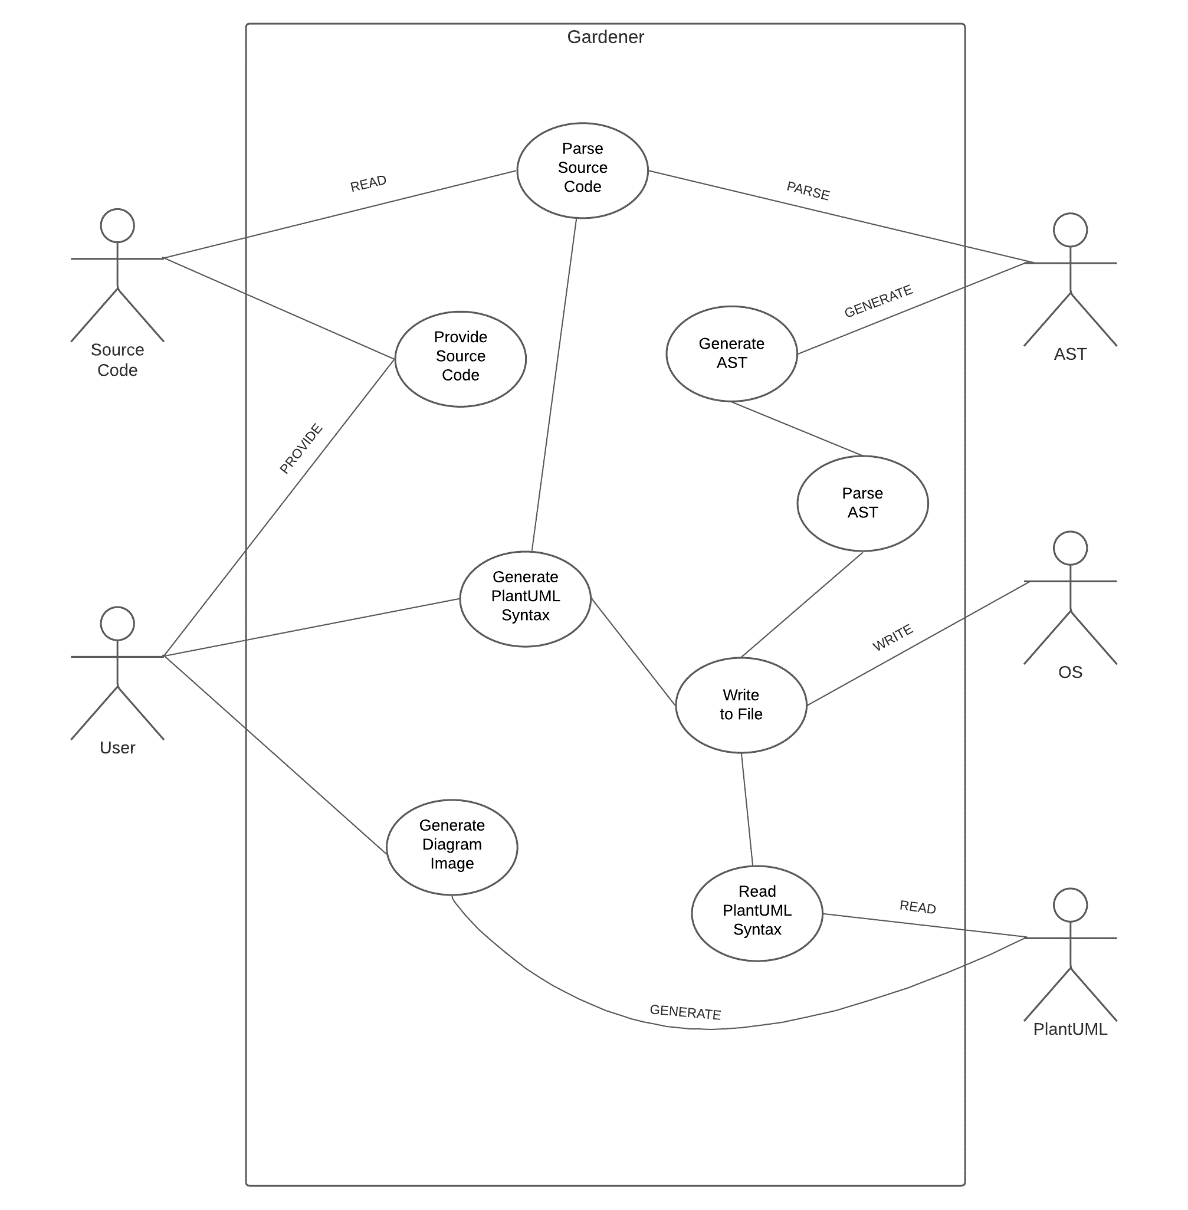 Gardener
Parse
Source
Code
READ
PARSE
Source
Code
Provide
Source
Code
Generate
AST
GENERATE
AST
PROVIDE
Parse
AST
Generate
PlantUML
Syntax
User
Write
to File
WRITE
OS
Generate
Diagram
Image
Read
PlantUML
Syntax
READ
GENERATE
PlantUML